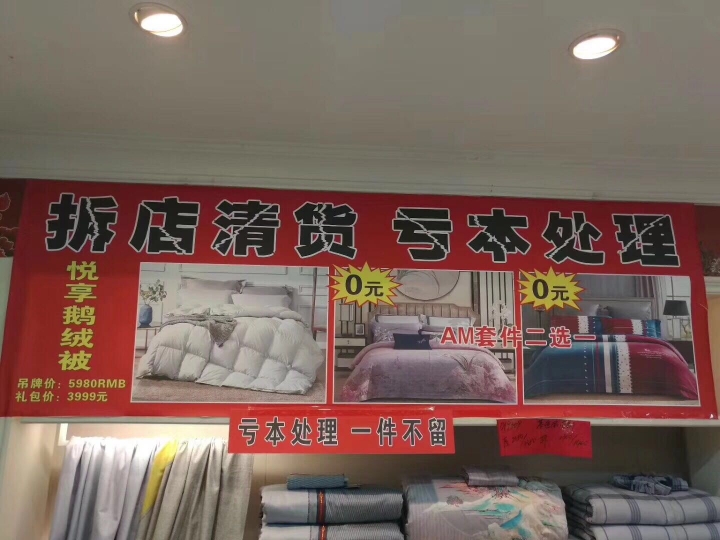 拆店清货 亏本处理
悦享鹅绒被
吊牌价：5980RMB
礼包价：3999元
0元
0元
AM套件二选一
亏本处理 一件不留